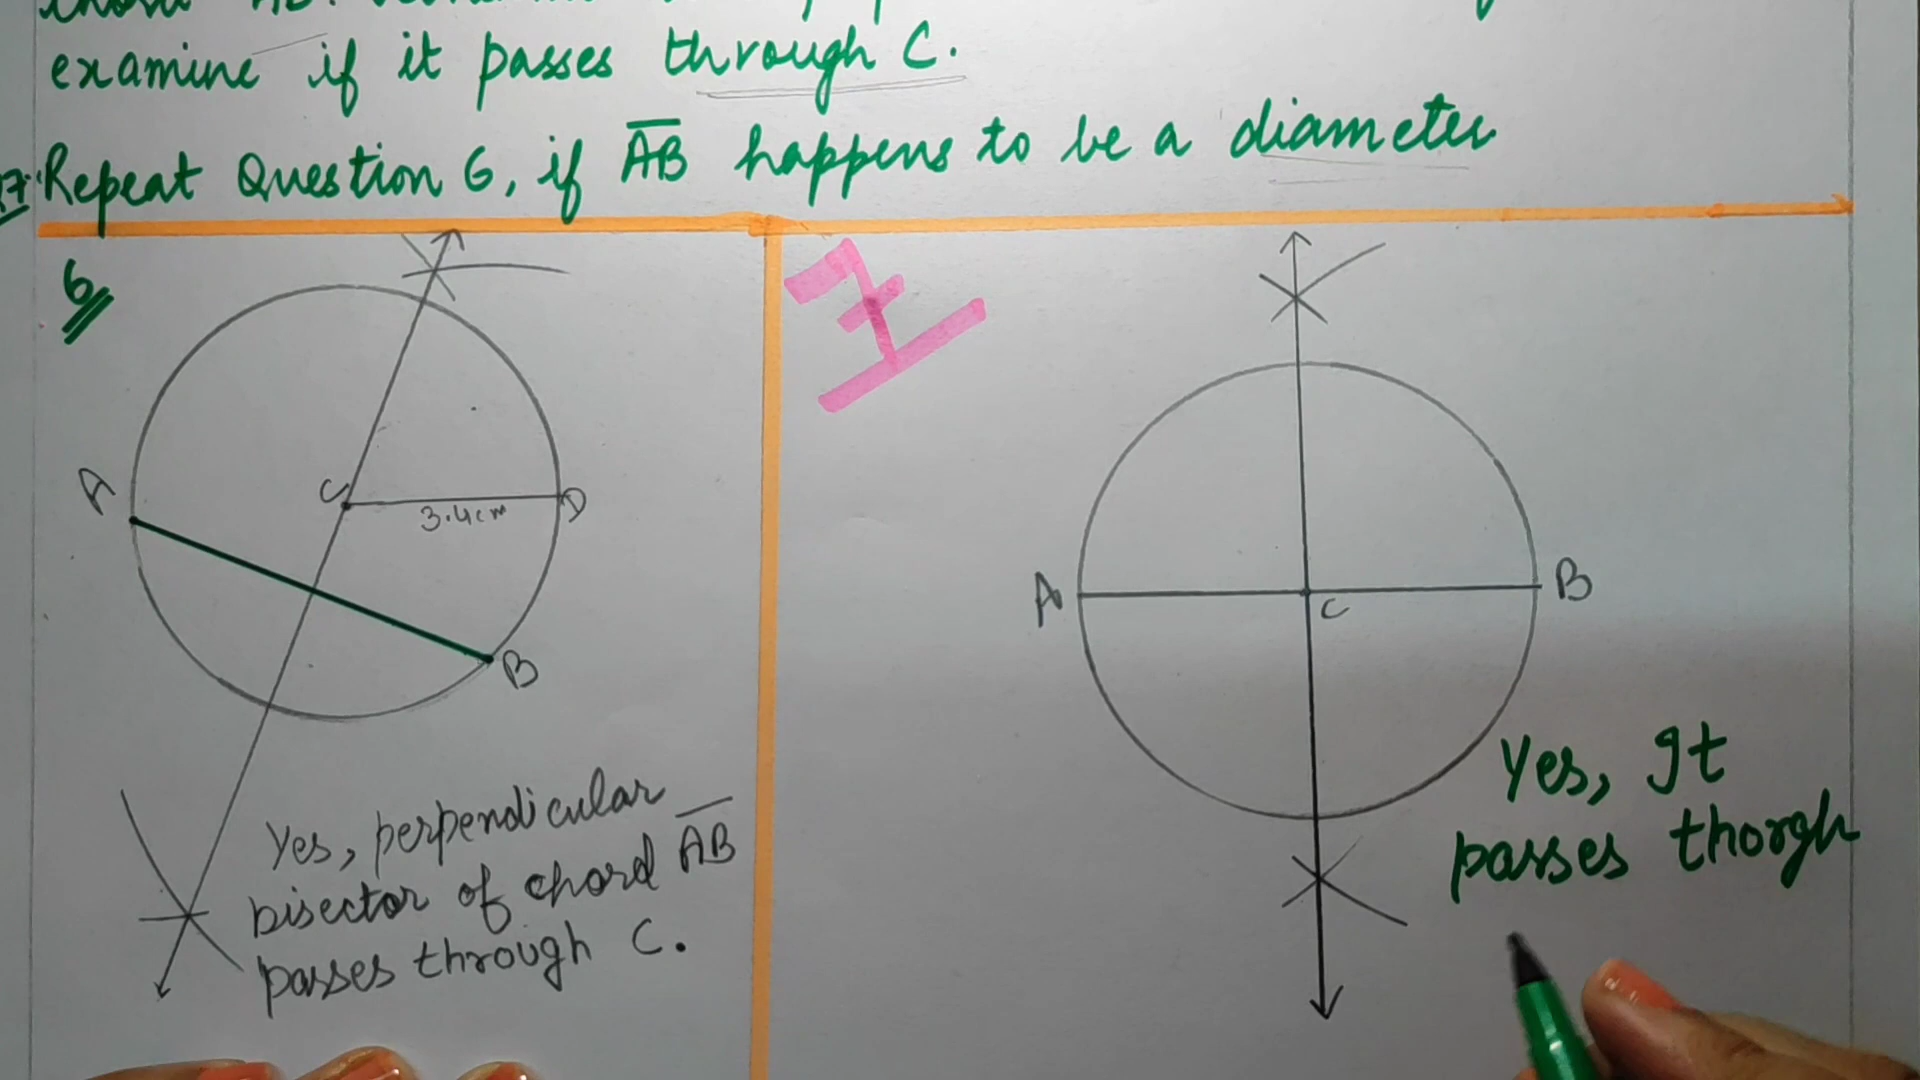 examine if it passes through C.
Q7. Repeat Question 6, if AB happens to be a diameter
6
7
A
C
3.4cm
D
B
Yes, perpendicular
bisector of chord AB
passes through C.
A
C
B
Yes, It
passes thorgh